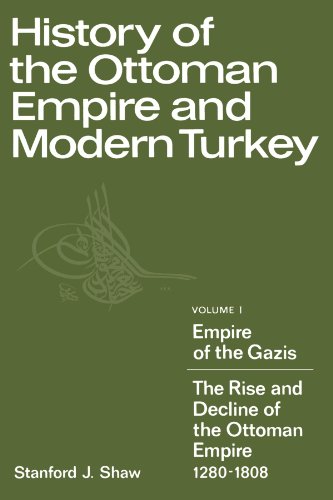 History of
the Ottoman
Empire and
Modern Turkey
VOLUME I
Empire
of the Gazis
The Rise and
Decline of
the Ottoman
Empire
1280-1808
Stanford J. Shaw